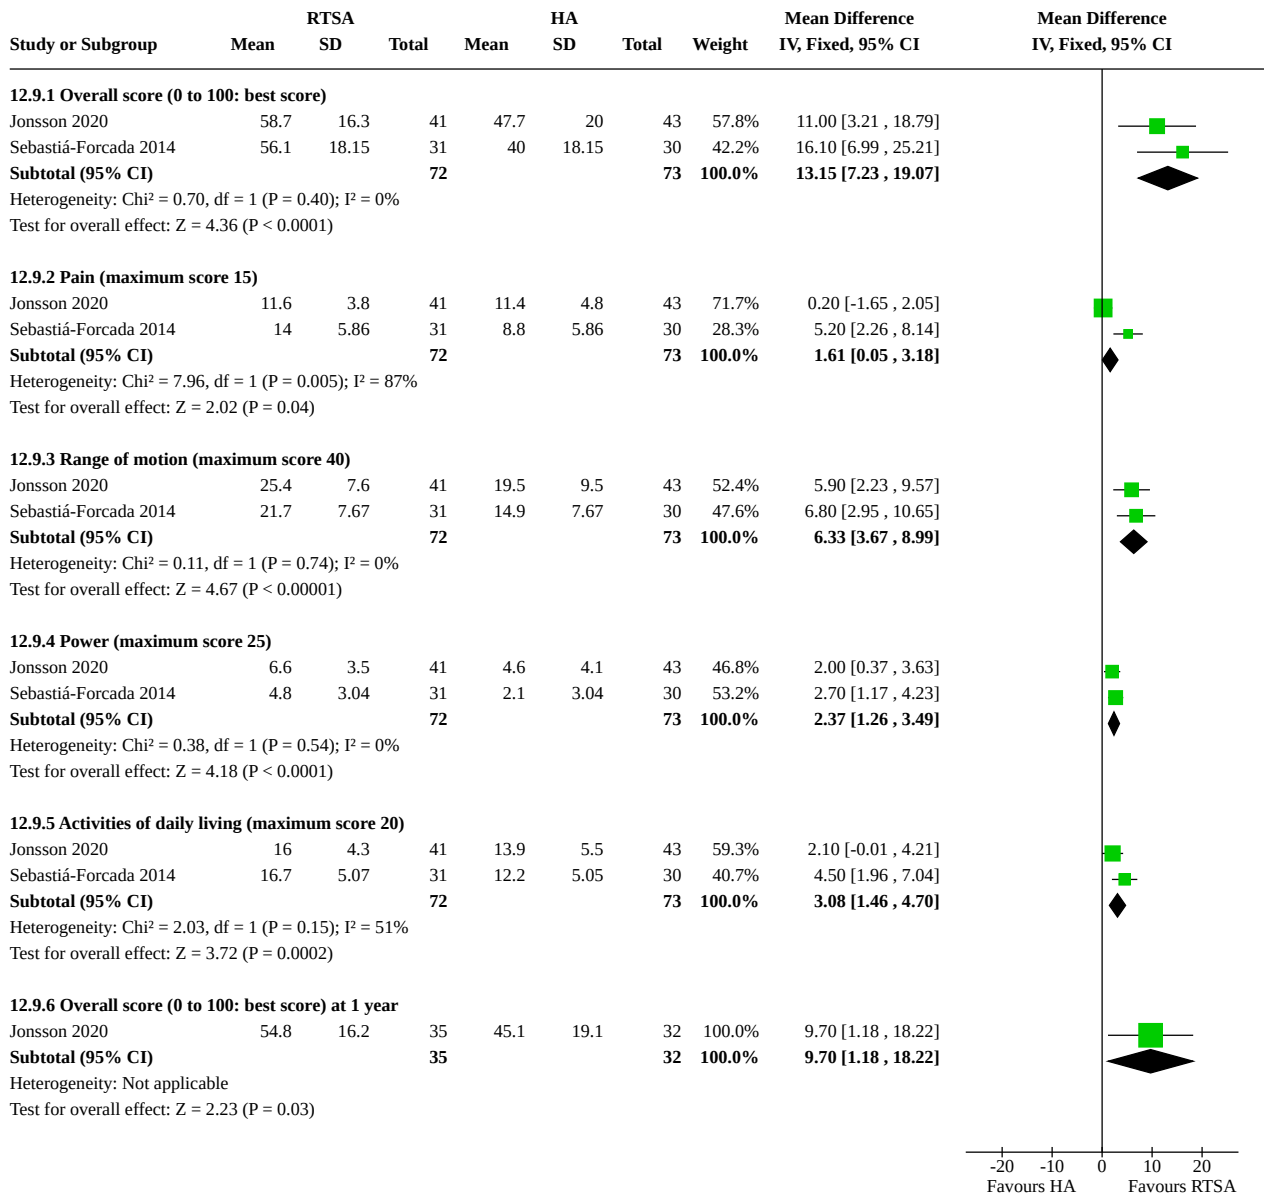 RTSA HA Mean Difference Mean Difference
Study or Subgroup Mean SD Total Mean SD Total Weight IV, Fixed, 95% CI IV, Fixed, 95% CI
12.9.1 Overall score (0 to 100: best score)
Jonsson 2020 58.7 16.3 41 47.7 20 43 57.8% 11.00 [3.21 , 18.79]
Sebastiá-Forcada 2014 56.1 18.15 31 40 18.15 30 42.2% 16.10 [6.99 , 25.21]
Subtotal (95% CI) 72 73 100.0% 13.15 [7.23 , 19.07]
Heterogeneity: Chi² = 0.70, df = 1 (P = 0.40); I² = 0%
Test for overall effect: Z = 4.36 (P < 0.0001)
12.9.2 Pain (maximum score 15)
Jonsson 2020 11.6 3.8 41 11.4 4.8 43 71.7% 0.20 [-1.65 , 2.05]
Sebastiá-Forcada 2014 14 5.86 31 8.8 5.86 30 28.3% 5.20 [2.26 , 8.14]
Subtotal (95% CI) 72 73 100.0% 1.61 [0.05 , 3.18]
Heterogeneity: Chi² = 7.96, df = 1 (P = 0.005); I² = 87%
Test for overall effect: Z = 2.02 (P = 0.04)
12.9.3 Range of motion (maximum score 40)
Jonsson 2020 25.4 7.6 41 19.5 9.5 43 52.4% 5.90 [2.23 , 9.57]
Sebastiá-Forcada 2014 21.7 7.67 31 14.9 7.67 30 47.6% 6.80 [2.95 , 10.65]
Subtotal (95% CI) 72 73 100.0% 6.33 [3.67 , 8.99]
Heterogeneity: Chi² = 0.11, df = 1 (P = 0.74); I² = 0%
Test for overall effect: Z = 4.67 (P < 0.00001)
12.9.4 Power (maximum score 25)
Jonsson 2020 6.6 3.5 41 4.6 4.1 43 46.8% 2.00 [0.37 , 3.63]
Sebastiá-Forcada 2014 4.8 3.04 31 2.1 3.04 30 53.2% 2.70 [1.17 , 4.23]
Subtotal (95% CI) 72 73 100.0% 2.37 [1.26 , 3.49]
Heterogeneity: Chi² = 0.38, df = 1 (P = 0.54); I² = 0%
Test for overall effect: Z = 4.18 (P < 0.0001)
12.9.5 Activities of daily living (maximum score 20)
Jonsson 2020 16 4.3 41 13.9 5.5 43 59.3% 2.10 [-0.01 , 4.21]
Sebastiá-Forcada 2014 16.7 5.07 31 12.2 5.05 30 40.7% 4.50 [1.96 , 7.04]
Subtotal (95% CI) 72 73 100.0% 3.08 [1.46 , 4.70]
Heterogeneity: Chi² = 2.03, df = 1 (P = 0.15); I² = 51%
Test for overall effect: Z = 3.72 (P = 0.0002)
12.9.6 Overall score (0 to 100: best score) at 1 year
Jonsson 2020 54.8 16.2 35 45.1 19.1 32 100.0% 9.70 [1.18 , 18.22]
Subtotal (95% CI) 35 32 100.0% 9.70 [1.18 , 18.22]
Heterogeneity: Not applicable
Test for overall effect: Z = 2.23 (P = 0.03)
-20 -10 0 10 20
Favours HA Favours RTSA